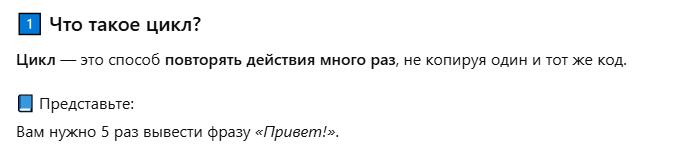 1 Что такое цикл?
Цикл — это способ повторять действия много раз, не копируя один и тот же код.
Представьте:
Вам нужно 5 раз вывести фразу «Привет!».